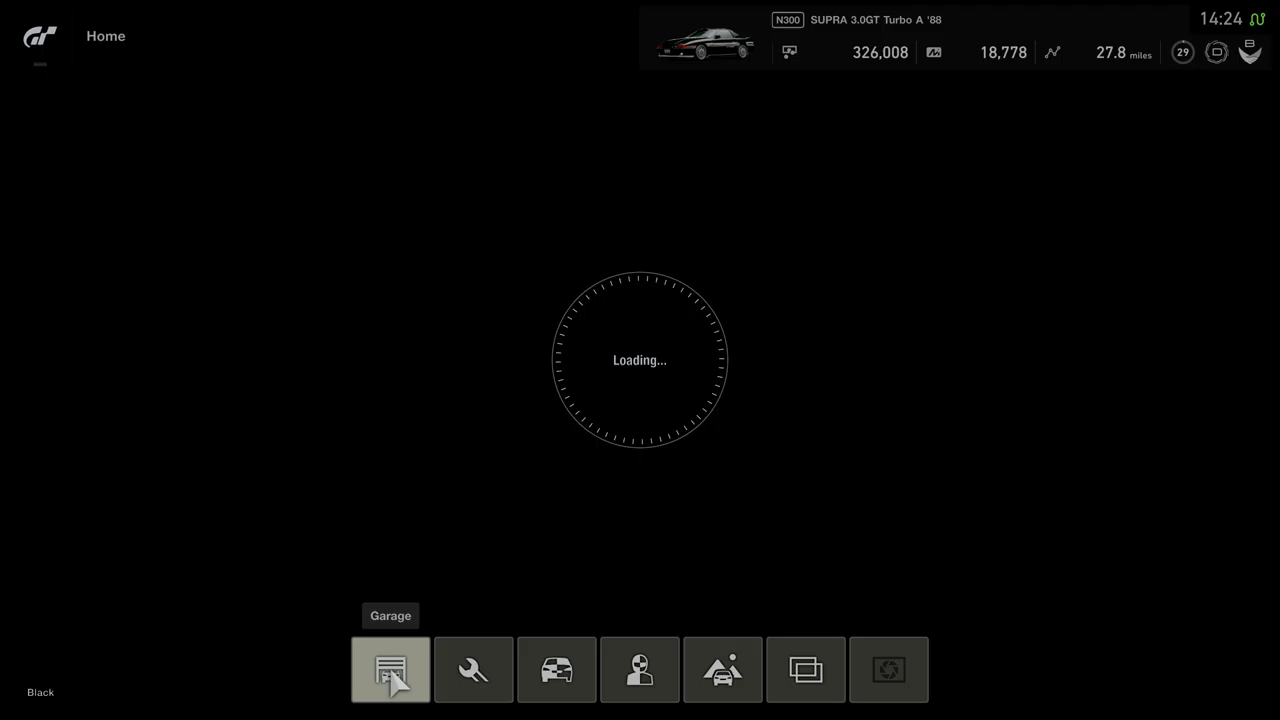 Home
N300 SUPRA 3.0GT Turbo A '88
14:24
326,008
18,778
27.8 miles
29
B
Loading...
Garage
Black